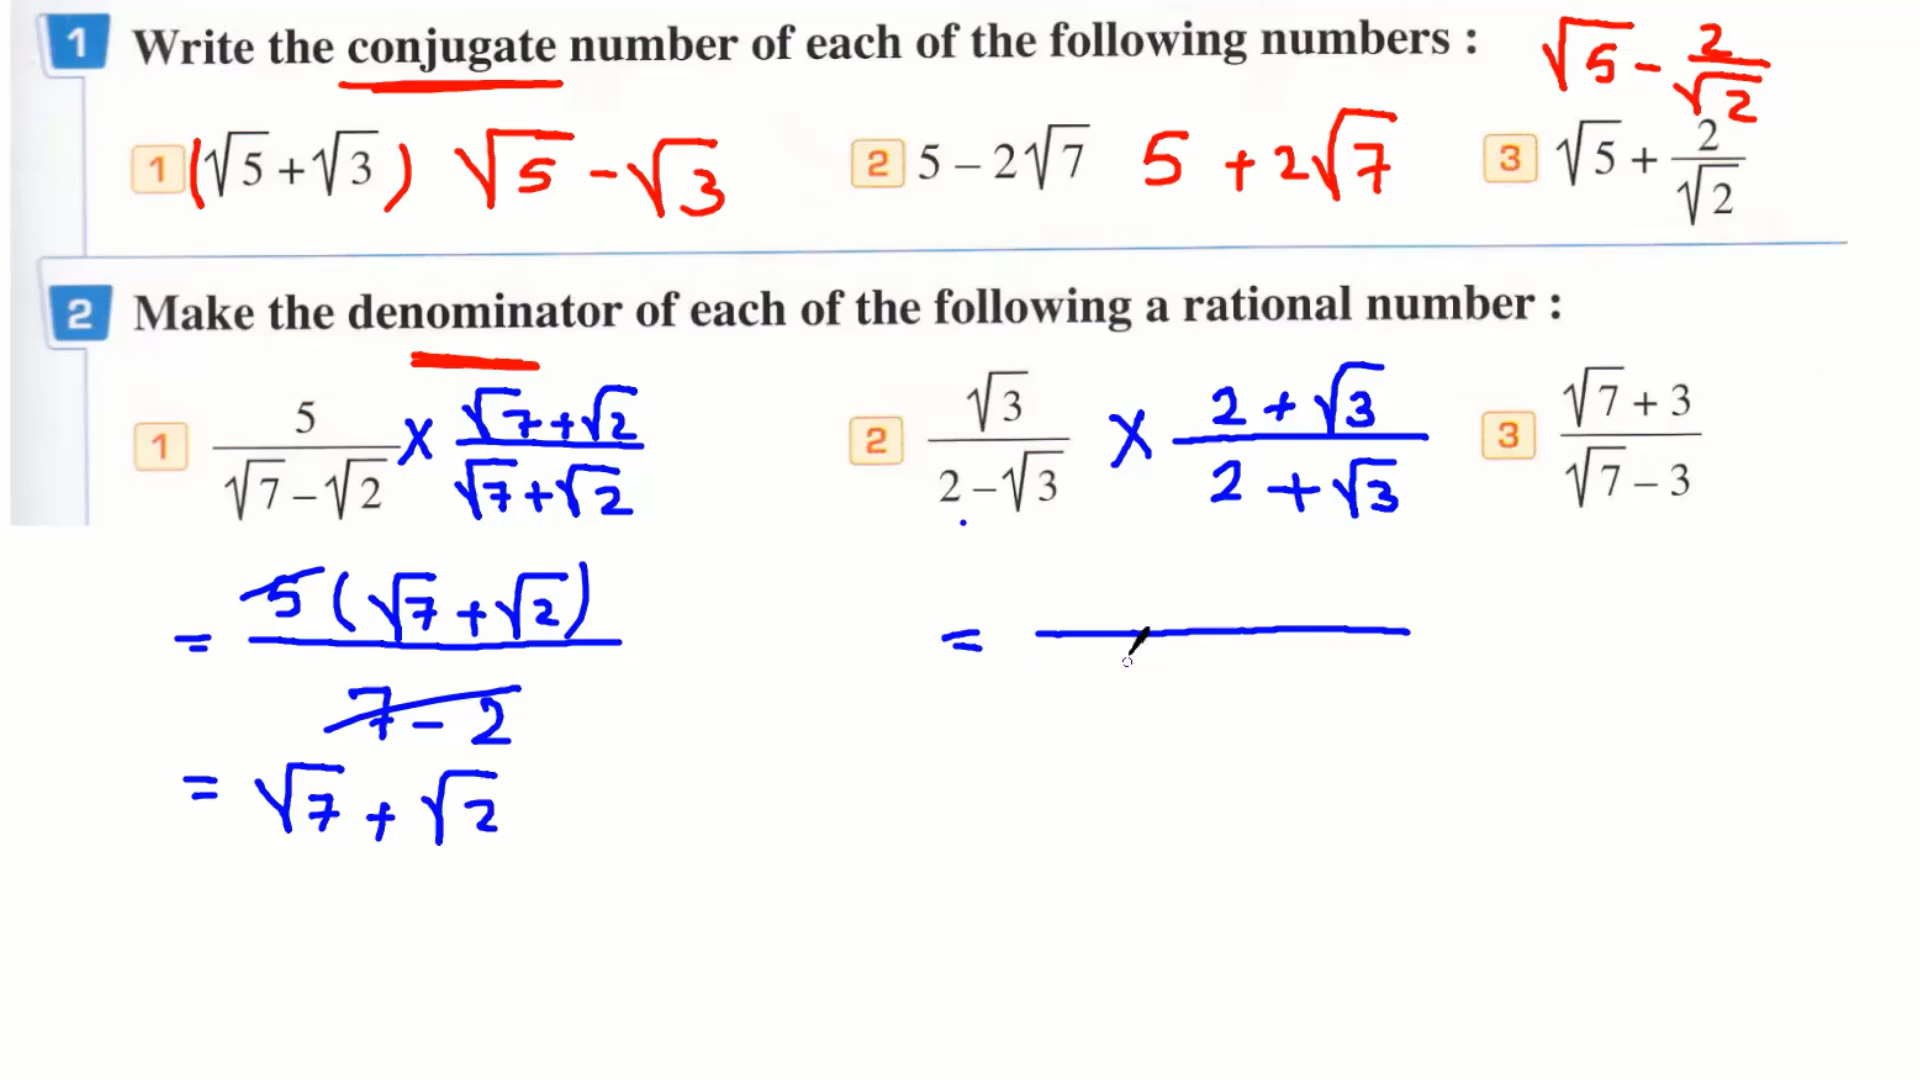 1 Write the conjugate number of each of the following numbers : √5 - 2/√2
1 (√5 + √3) √5 - √3 2 5 – 2√7 5 + 2√7 3 √5 + 2/√2
2 Make the denominator of each of the following a rational number :
1 5/(√7 – √2) × (√7 + √2)/(√7 + √2) 2 √3/(2 – √3) × (2 + √3)/(2 + √3) 3 (√7 + 3)/(√7 – 3)
= 5(√7 + √2)/(7 - 2) =
= √7 + √2